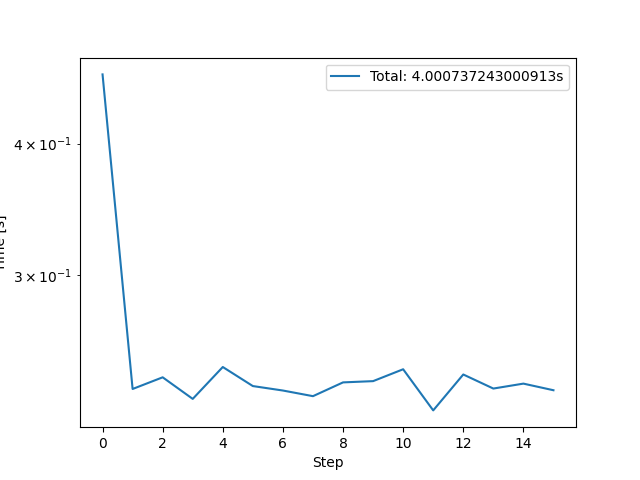 Total: 4.000737243000913s
4 × 10⁻¹
3 × 10⁻¹
[s]
0 2 4 6 8 10 12 14
Step